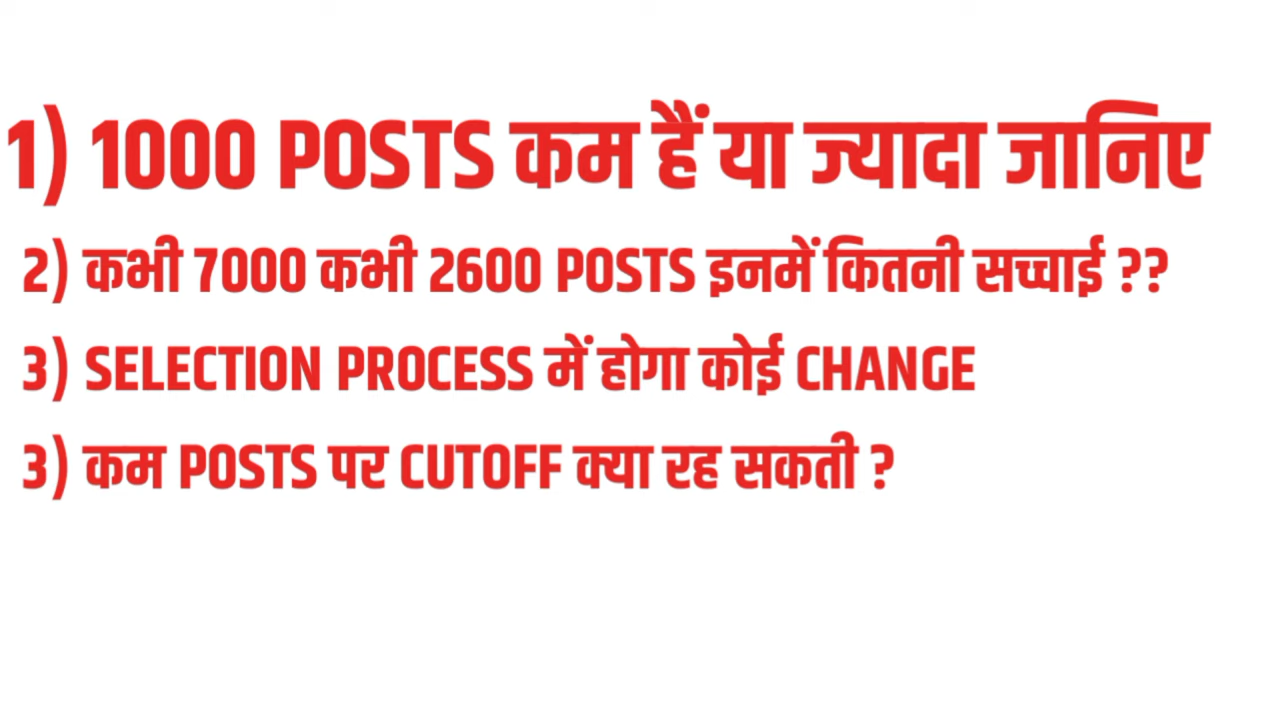 1) 1000 POSTS कम हैं या ज्यादा जानिए
2) कभी 7000 कभी 2600 POSTS इनमें कितनी सच्चाई ??
3) SELECTION PROCESS में होगा कोई CHANGE
3) कम POSTS पर CUTOFF क्या रह सकती ?